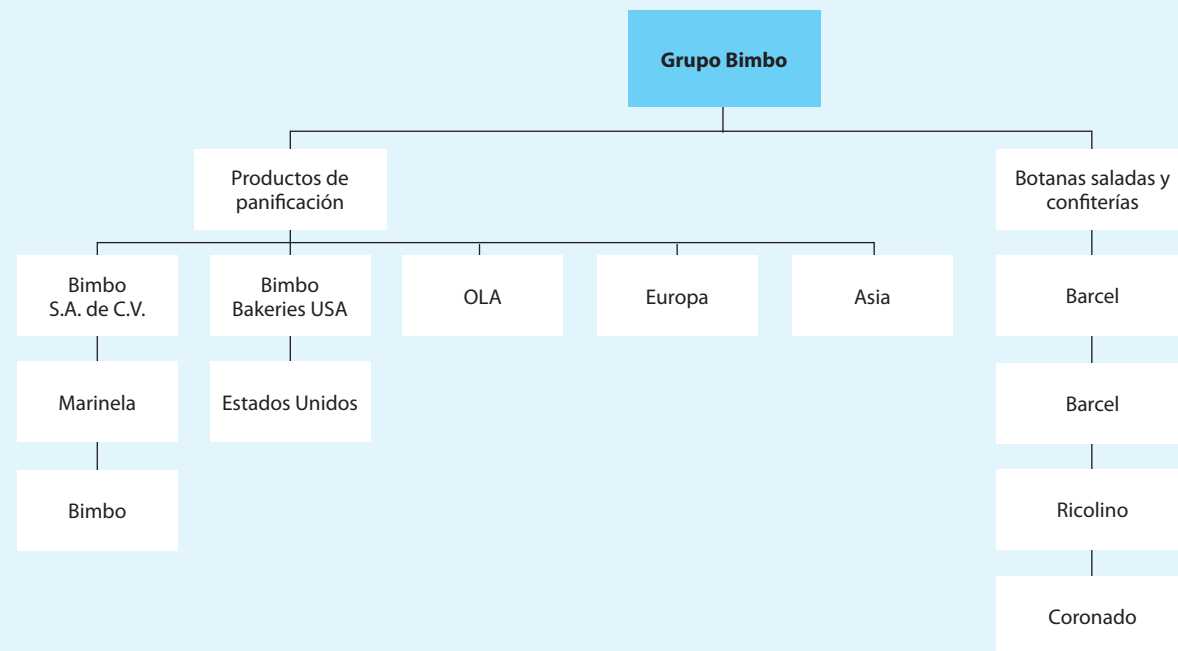 Grupo Bimbo
Productos de
panificación
Botanas saladas y
confiterías
Bimbo
S.A. de C.V.
Bimbo
Bakeries USA
OLA
Europa
Asia
Barcel
Marinela
Estados Unidos
Barcel
Bimbo
Ricolino
Coronado